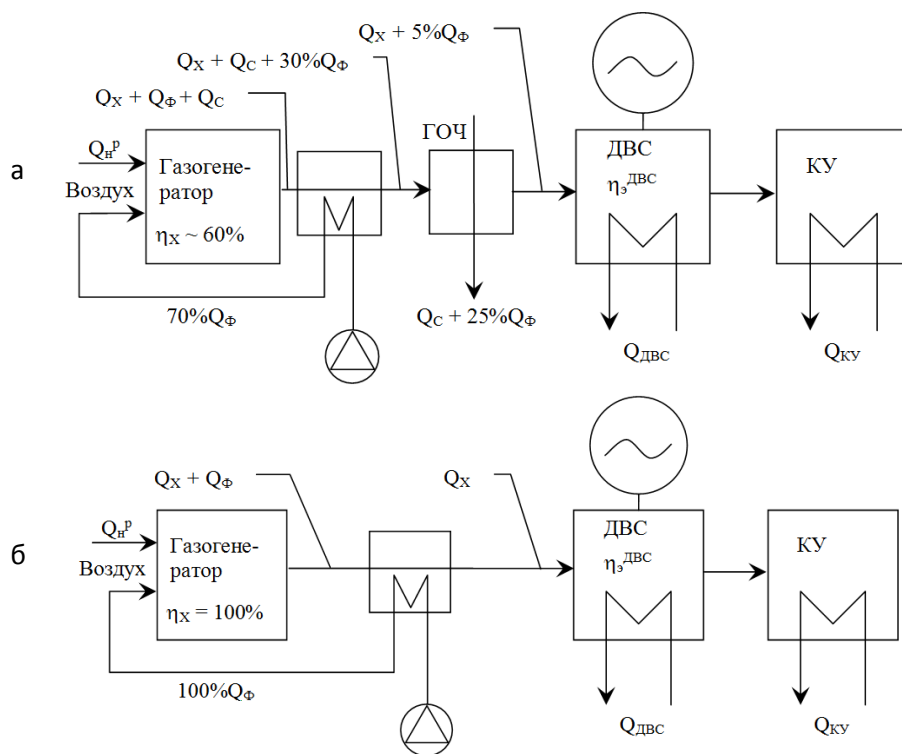 а
Q_X + Q_C + 30%Q_Ф
Q_X + 5%Q_Ф
Q_X + Q_Ф + Q_C
Q_н^р
Воздух
Газогене-
ратор
η_X ~ 60%
70%Q_Ф
ГОЧ
Q_C + 25%Q_Ф
ДВС
η_э^ДВС
Q_ДВС
КУ
Q_КУ
б
Q_X + Q_Ф
Q_X
Q_н^р
Воздух
Газогене-
ратор
η_X = 100%
100%Q_Ф
ДВС
η_э^ДВС
Q_ДВС
КУ
Q_КУ